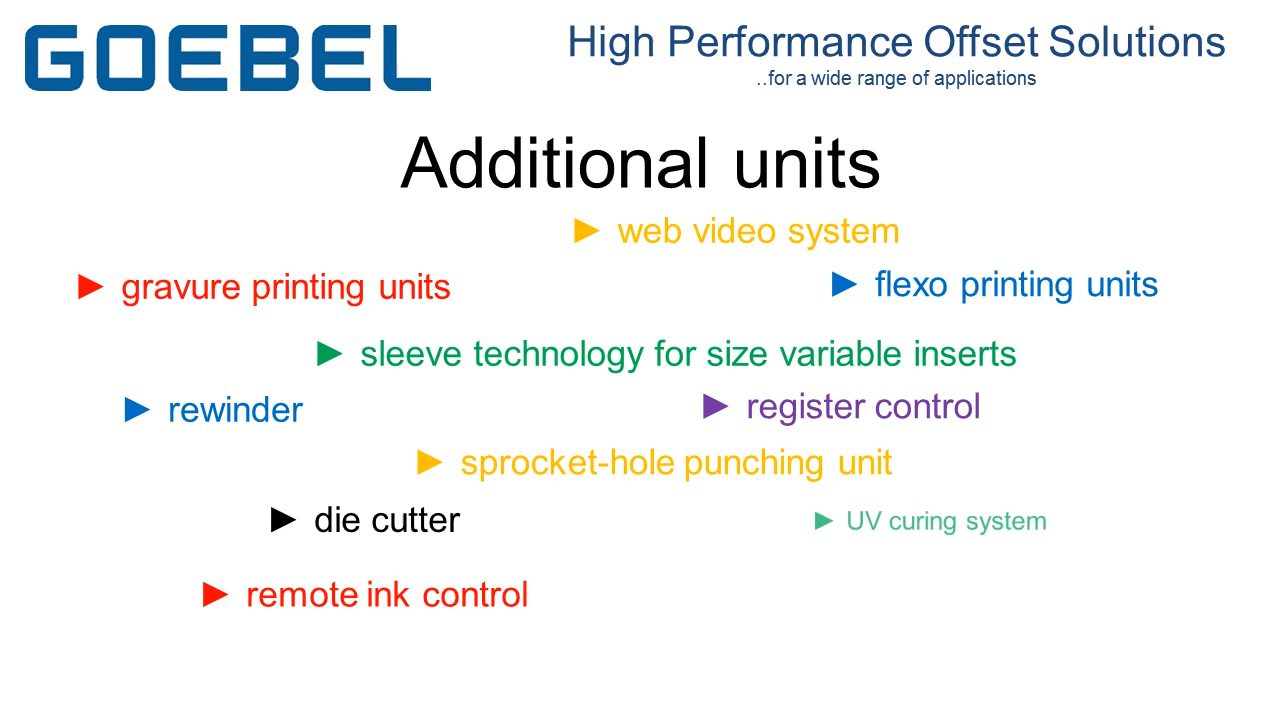 GOEBEL
High Performance Offset Solutions
..for a wide range of applications
Additional units
► web video system
► gravure printing units
► flexo printing units
► sleeve technology for size variable inserts
► rewinder
► register control
► sprocket-hole punching unit
► die cutter
► UV curing system
► remote ink control